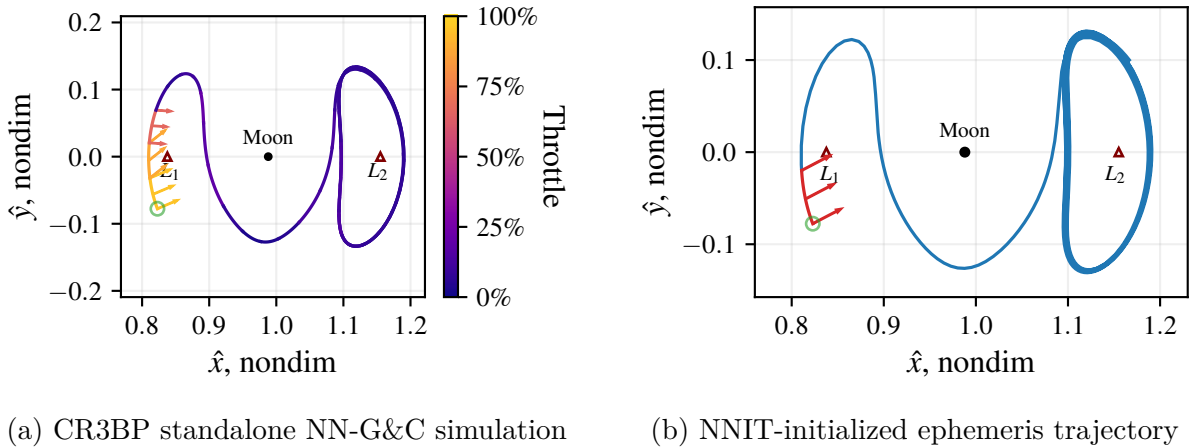 0.2
0.1
0.0
−0.1
−0.2
ŷ, nondim
0.8 0.9 1.0 1.1 1.2
x̂, nondim
Moon
L1
L2
100%
75%
50%
25%
0%
Throttle
0.1
0.0
−0.1
ŷ, nondim
0.8 0.9 1.0 1.1 1.2
x̂, nondim
Moon
L1
L2
(a) CR3BP standalone NN-G&C simulation
(b) NNIT-initialized ephemeris trajectory